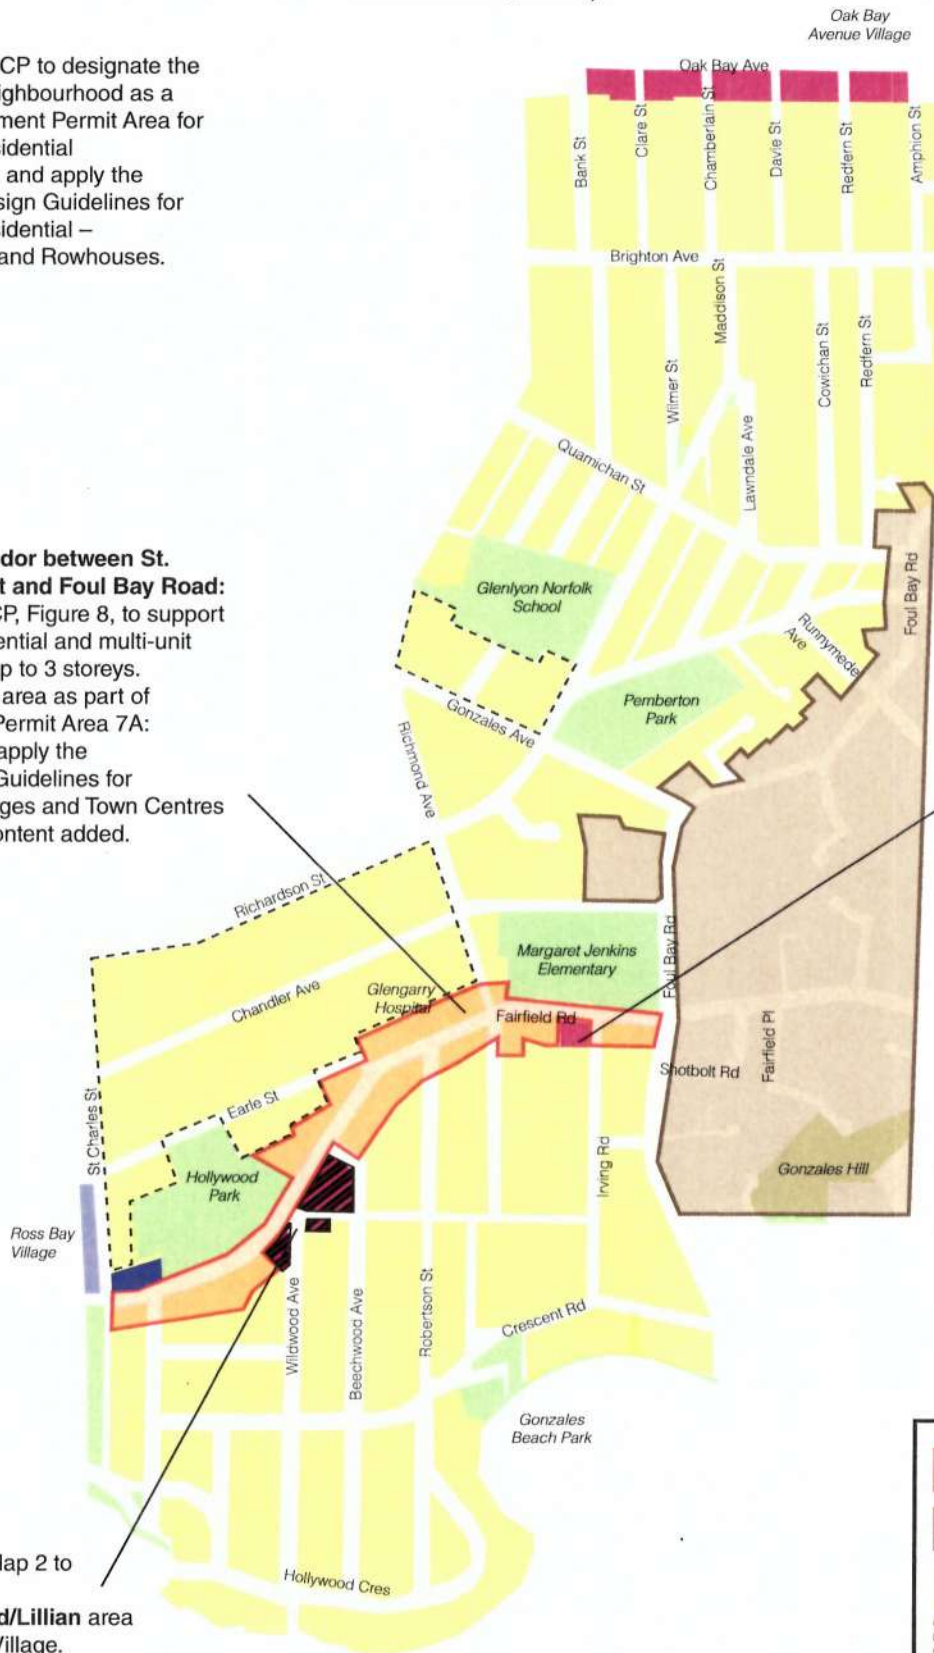 Oak Bay
Avenue Village
CP to designate the
ighbourhood as a
ment Permit Area for
sidential
and apply the
sign Guidelines for
sidential –
and Rowhouses.
Oak Bay Ave
Bank St
Clare St
Chamberlain St
Davie St
Redfern St
Amphion St
Brighton Ave
Maddison St
Wilmer St
Cowichan St
Redfern St
Lawndale Ave
Quamichan St
dor between St.
t and Foul Bay Road:
CP, Figure 8, to support
ential and multi-unit
p to 3 storeys.
area as part of
Permit Area 7A:
apply the
Guidelines for
ges and Town Centres
ontent added.
Glenlyon Norfolk
School
Foul Bay Rd
Runnymede
Ave
Pemberton
Park
Gonzales Ave
Richmond Ave
Richardson St
Chandler Ave
Glengarry
Hospital
Margaret Jenkins
Elementary
Foul Bay Rd
Fairfield Rd
Fairfield Pl
Shotbolt Rd
St Charles St
Earle St
Hollywood
Park
Irving Rd
Gonzales Hill
Ross Bay
Village
Wildwood Ave
Beechwood Ave
Robertson St
Crescent Rd
Gonzales
Beach Park
Hollywood Cres
lap 2 to
d/Lillian area
Village.